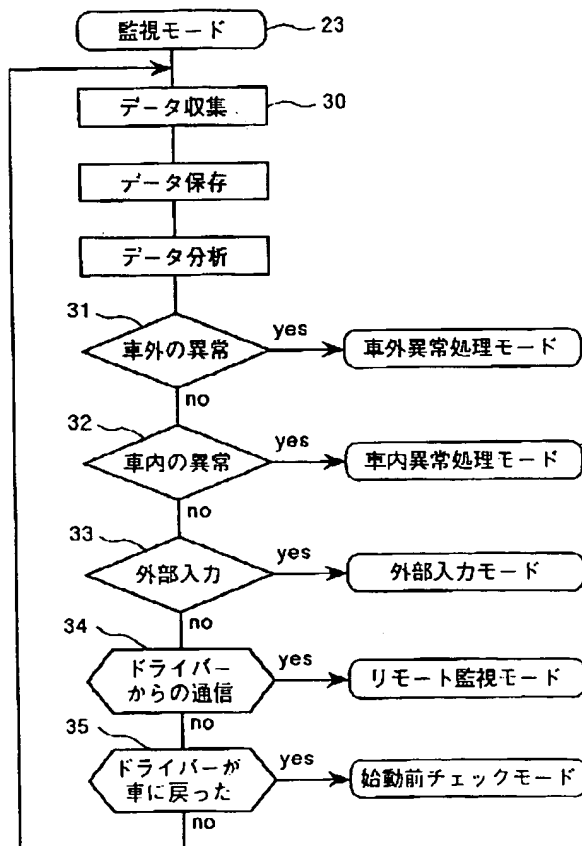 監視モード
23
データ収集
30
データ保存
データ分析
31
車外の異常
yes
車外異常処理モード
no
32
車内の異常
yes
車内異常処理モード
no
33
外部入力
yes
外部入力モード
no
34
ドライバー
からの通信
yes
リモート監視モード
no
35
ドライバーが
車に戻った
yes
始動前チェックモード
no